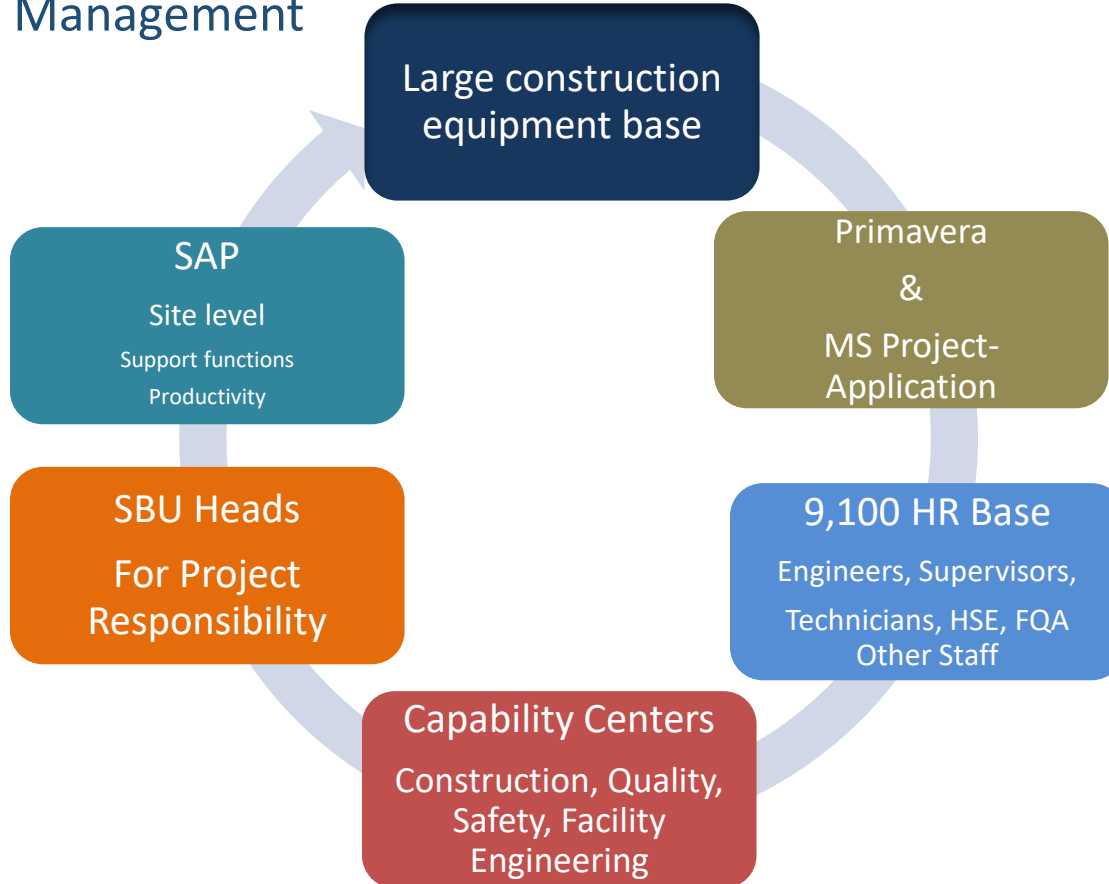 Management
Large construction
equipment base
Primavera
&
MS Project-
Application
9,100 HR Base
Engineers, Supervisors,
Technicians, HSE, FQA
Other Staff
Capability Centers
Construction, Quality,
Safety, Facility
Engineering
SBU Heads
For Project
Responsibility
SAP
Site level
Support functions
Productivity